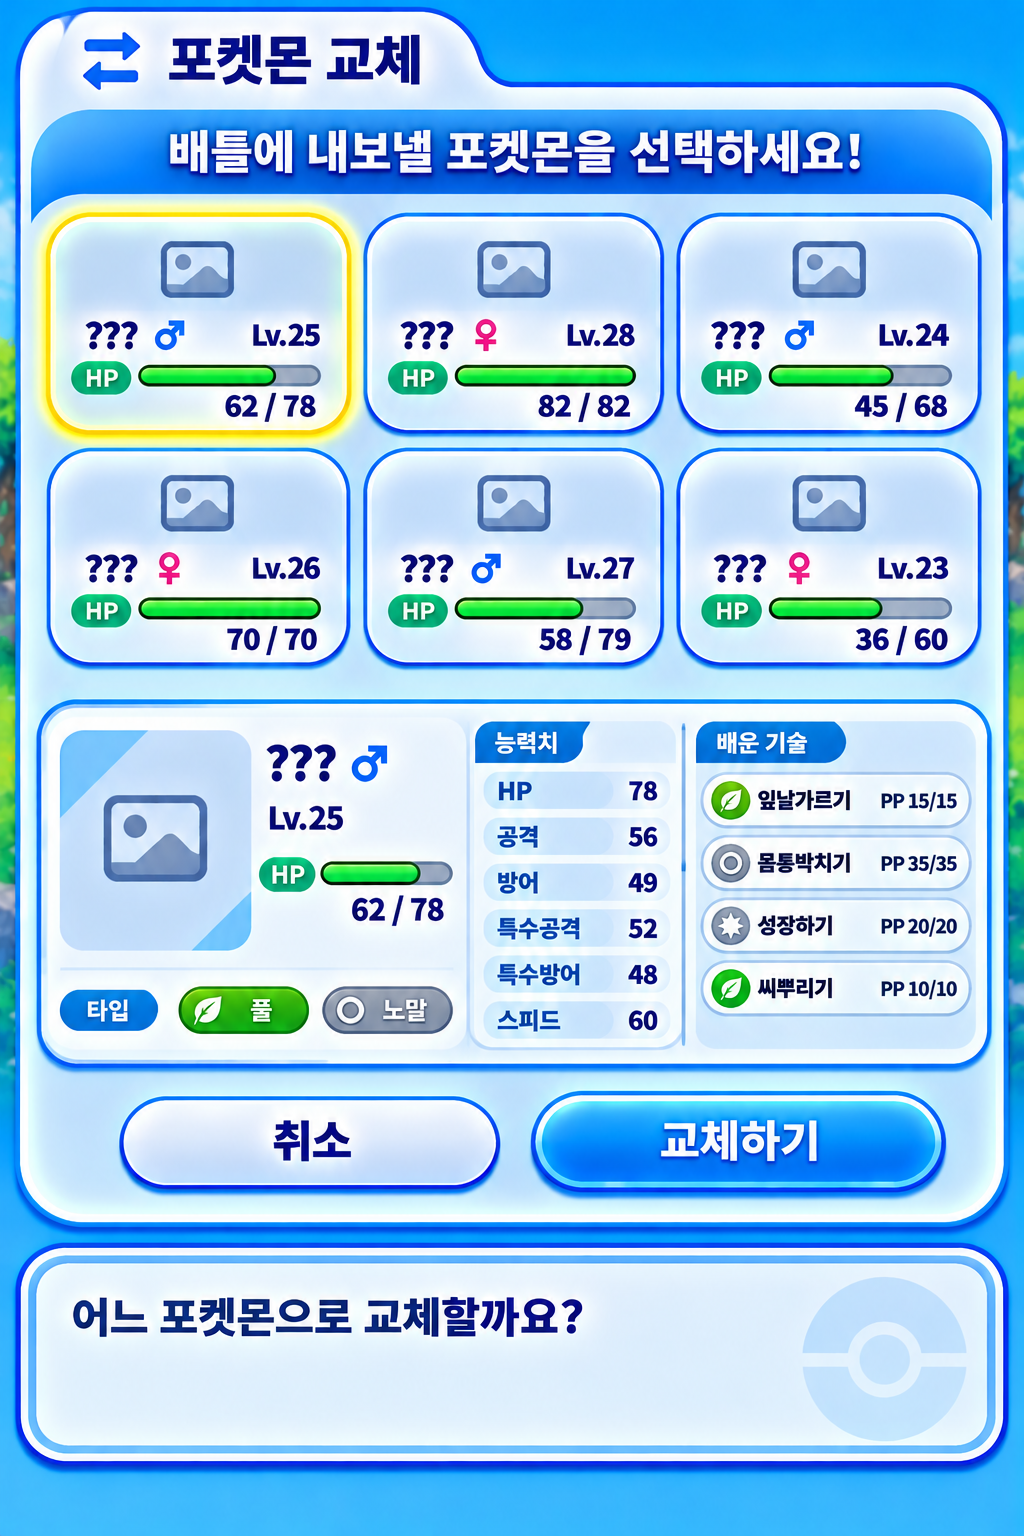 포켓몬 교체
배틀에 내보낼 포켓몬을 선택하세요!
??? ♂ Lv.25
HP
62 / 78
??? ♀ Lv.28
HP
82 / 82
??? ♂ Lv.24
HP
45 / 68
??? ♀ Lv.26
HP
70 / 70
??? ♂ Lv.27
HP
58 / 79
??? ♀ Lv.23
HP
36 / 60
??? ♂
Lv.25
HP
62 / 78
타입 풀 노말
능력치
HP 78
공격 56
방어 49
특수공격 52
특수방어 48
스피드 60
배운 기술
잎날가르기 PP 15/15
몸통박치기 PP 35/35
성장하기 PP 20/20
씨뿌리기 PP 10/10
취소 교체하기
어느 포켓몬으로 교체할까요?